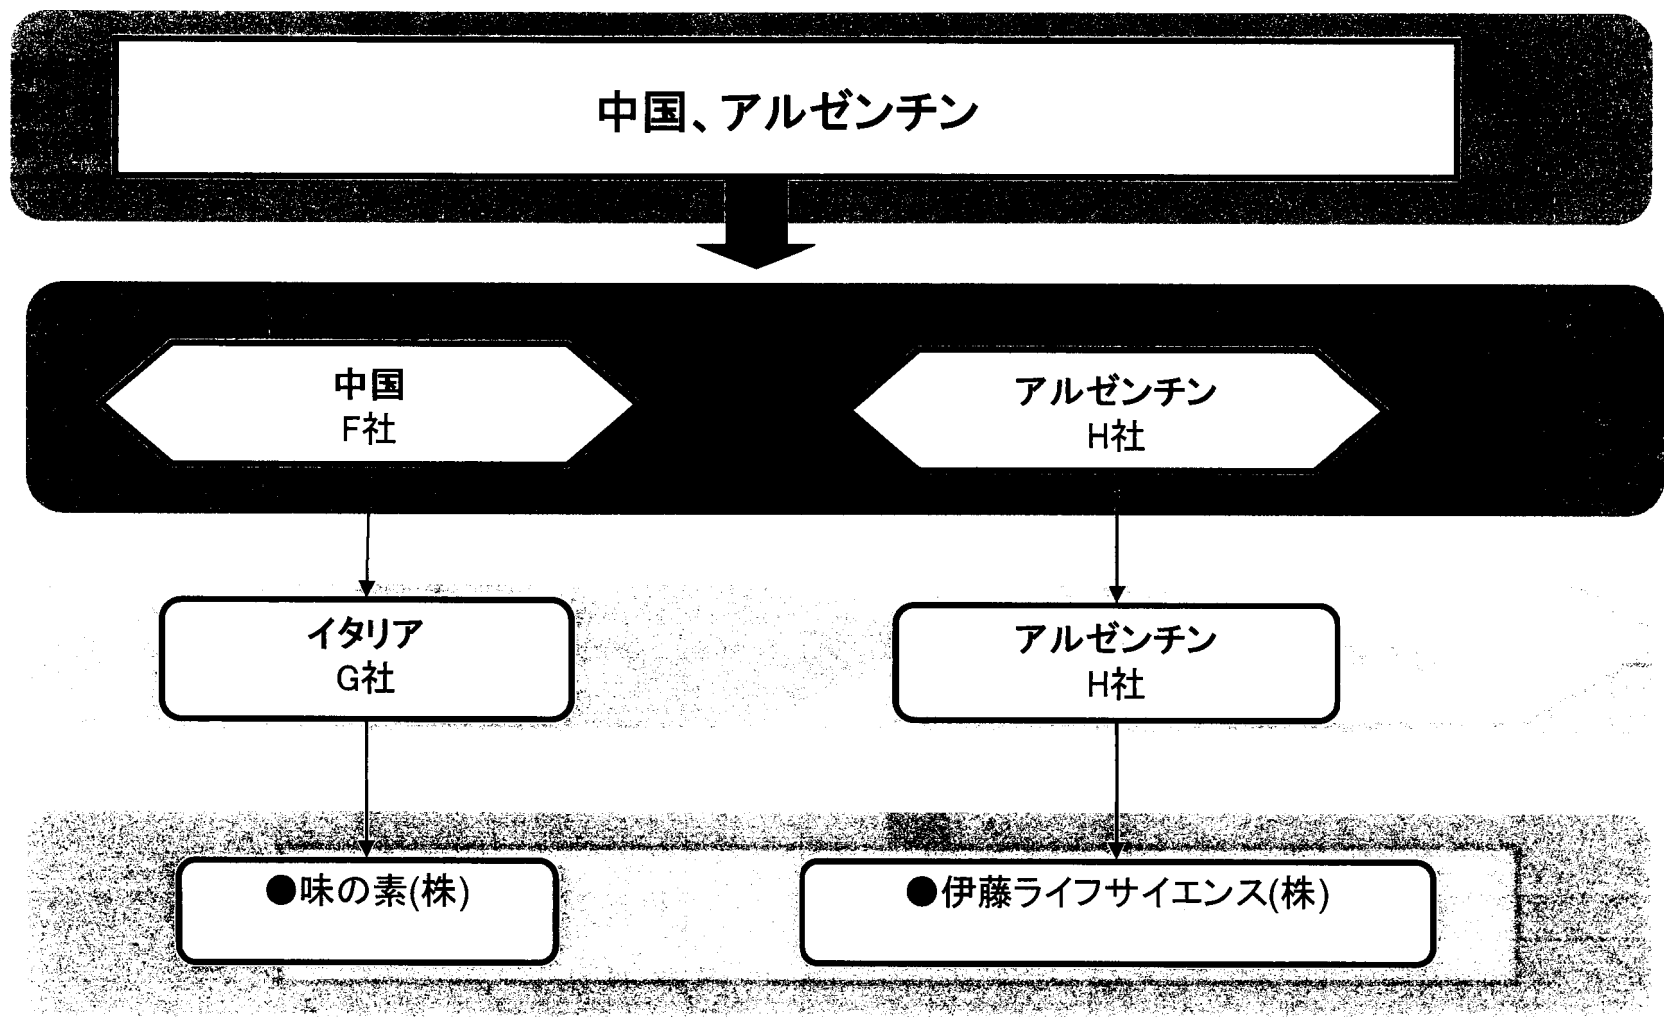 中国、アルゼンチン
中国
F社
アルゼンチン
H社
イタリア
G社
アルゼンチン
H社
●味の素(株)
●伊藤ライフサイエンス(株)